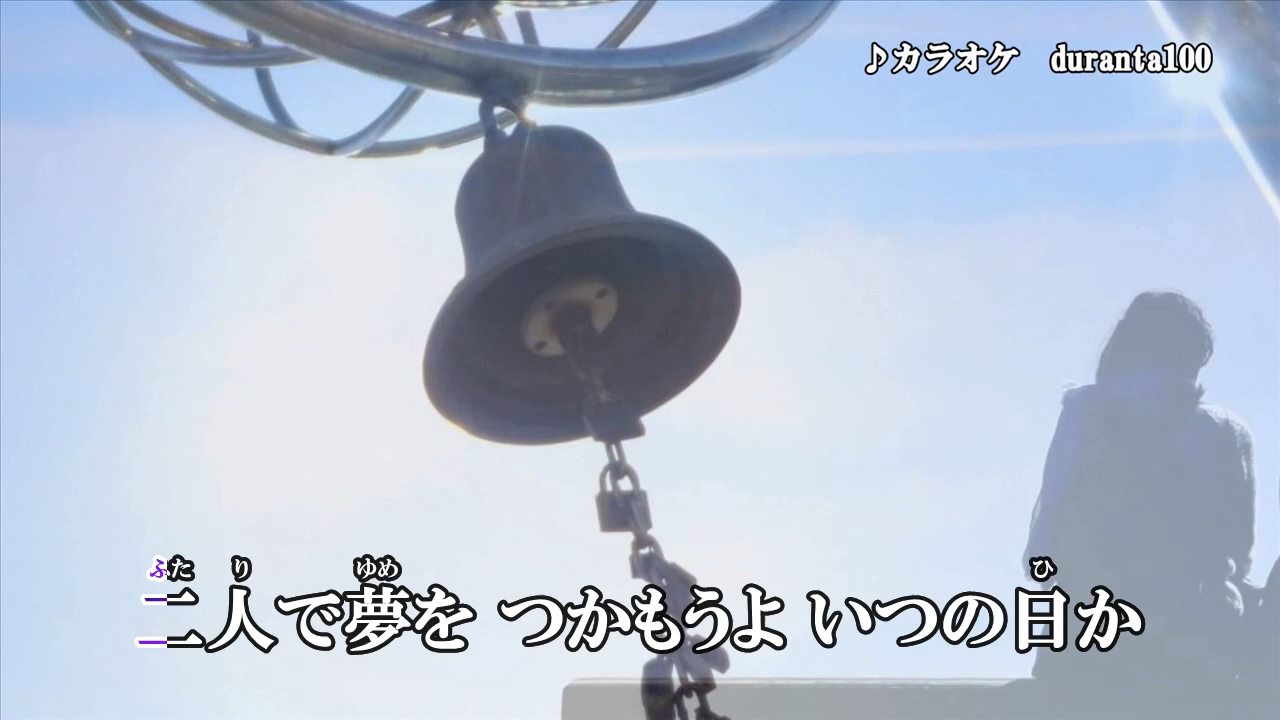 ♪カラオケ　duranta100
ふたり ゆめ ひ
二人で夢を つかもうよ いつの日か